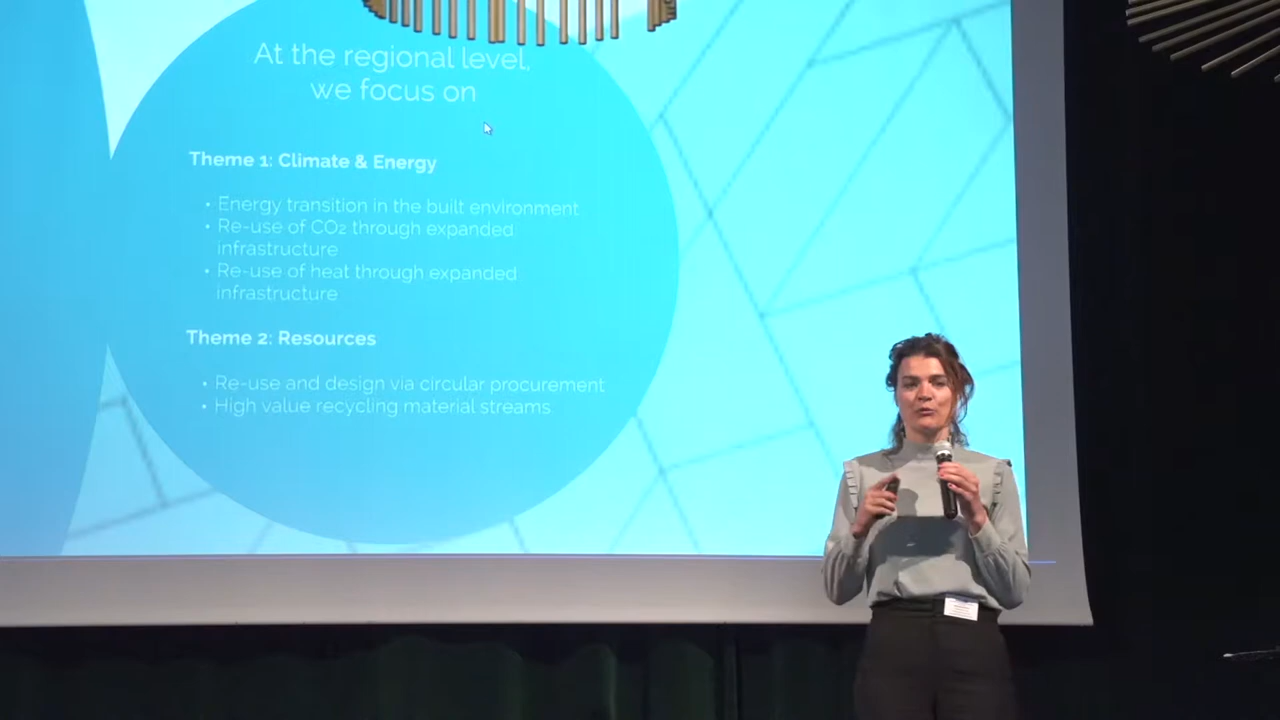 At the regional level,
we focus on
Theme 1: Climate & Energy
• Energy transition in the built environment
• Re-use of CO2 through expanded
infrastructure
• Re-use of heat through expanded
infrastructure
Theme 2: Resources
• Re-use and design via circular procurement
• High value recycling material streams